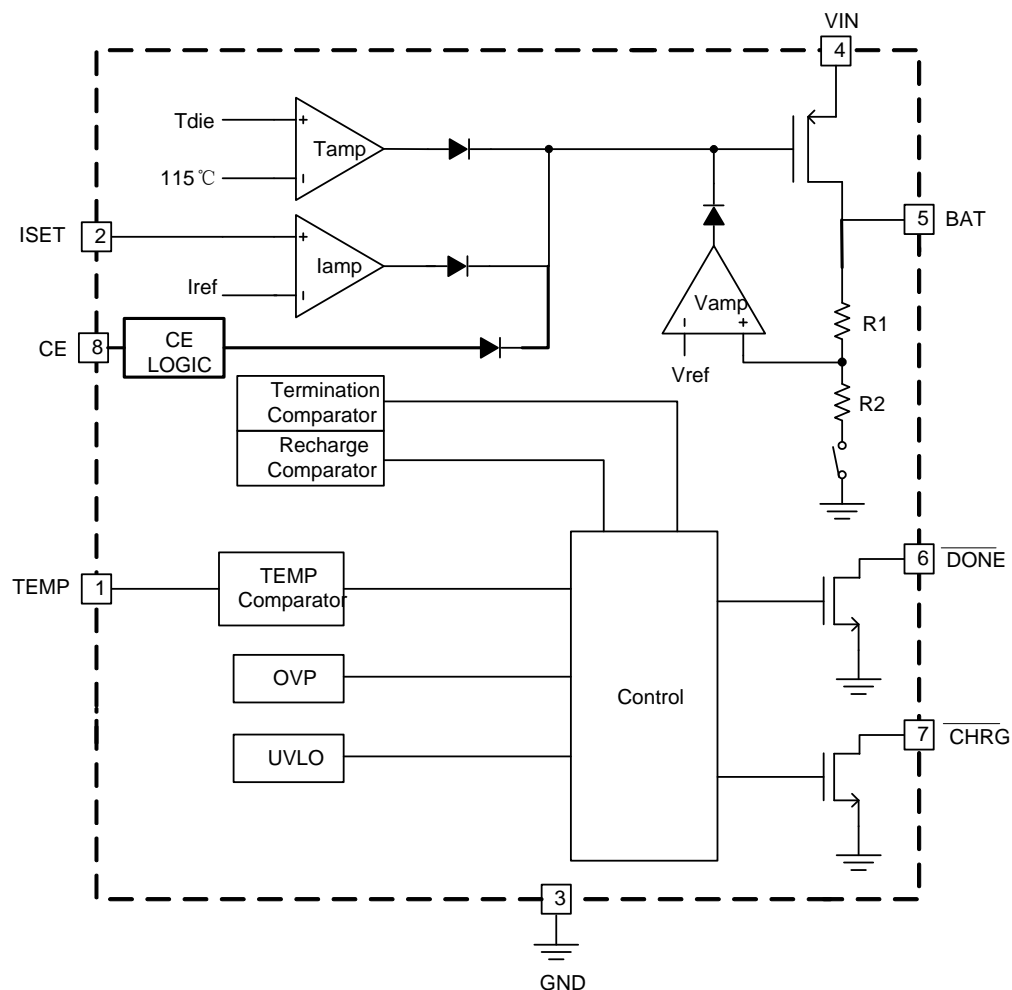 VIN
4
Tdie
+
Tamp
115℃
−
5
BAT
ISET
2
+
Iamp
Iref
−
Vamp
−
+
R1
CE
8
CE
LOGIC
Vref
R2
Termination
Comparator
Recharge
Comparator
TEMP
1
TEMP
Comparator
6
DONE
OVP
Control
7
CHRG
UVLO
3
GND